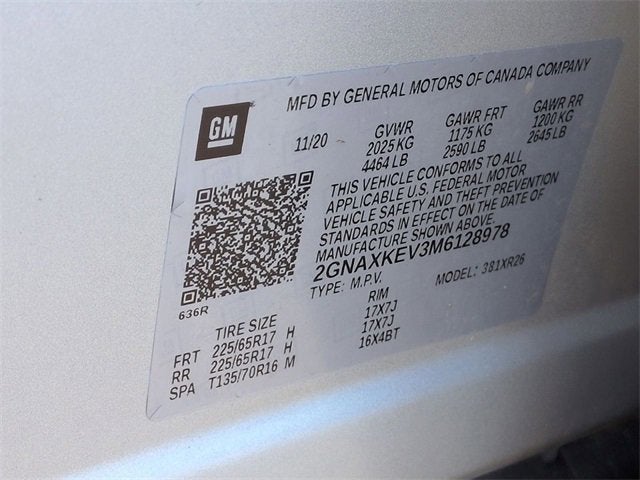 MFD BY GENERAL MOTORS OF CANADA COMPANY
GM
11/20 GVWR GAWR FRT GAWR RR
2025 KG 1175 KG 1200 KG
4464 LB 2590 LB 2645 LB
THIS VEHICLE CONFORMS TO ALL
APPLICABLE U.S. FEDERAL MOTOR
VEHICLE SAFETY AND THEFT PREVENTION
STANDARDS IN EFFECT ON THE DATE OF
MANUFACTURE SHOWN ABOVE.
2GNAXKEV3M6128978
TYPE: M.P.V. MODEL: 381XR26
636R
TIRE SIZE RIM
FRT 225/65R17 H 17X7J
RR 225/65R17 H 17X7J
SPA T135/70R16 M 16X4BT